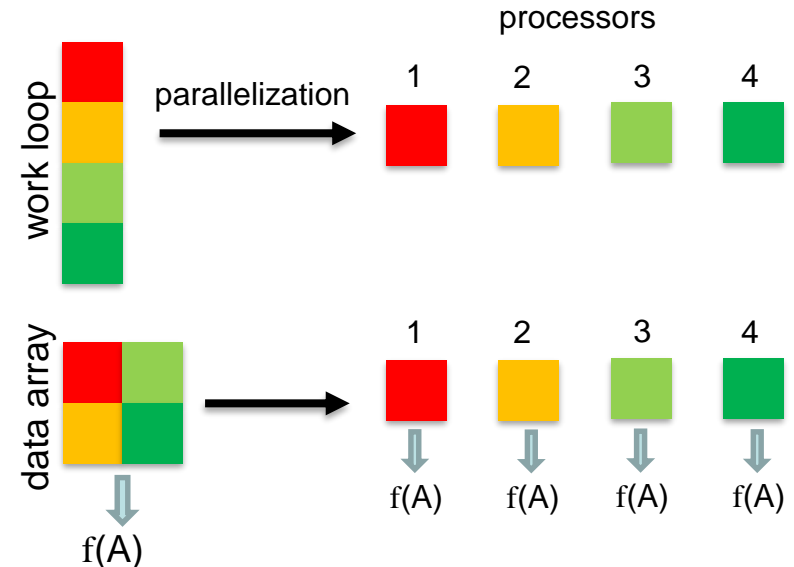 processors
1 2 3 4
parallelization
work loop
1 2 3 4
data array
f(A) f(A) f(A) f(A)
f(A)